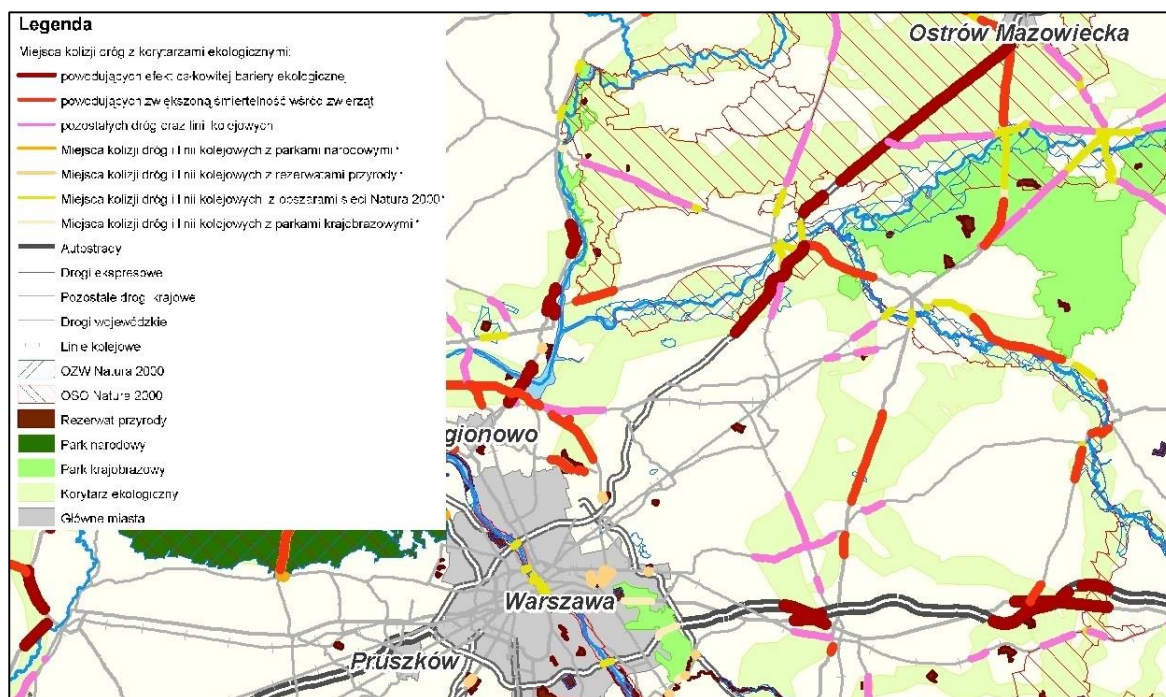 Legenda
Miejsca kolizji dróg z korytarzami ekologicznymi:
powodujących efekt całkowitej bariery ekologicznej
powodujących zwiększoną śmiertelność wśród zwierząt
pozostałych dróg oraz linii kolejowych
Miejsca kolizji dróg i linii kolejowych z parkami narodowymi *
Miejsca kolizji dróg i linii kolejowych z rezerwatami przyrody *
Miejsca kolizji dróg i linii kolejowych z obszarami sieci Natura 2000*
Miejsca kolizji dróg i linii kolejowych z parkami krajobrazowymi *
Autostrady
Drogi ekspresowe
Pozostałe drogi krajowe
Drogi wojewódzkie
Linie kolejowe
OZW Natura 2000
OSO Natura 2000
Rezerwat przyrody
Park narodowy
Park krajobrazowy
Korytarz ekologiczny
Główne miasta
Ostrów Mazowiecka
gionowo
Warszawa
Pruszków